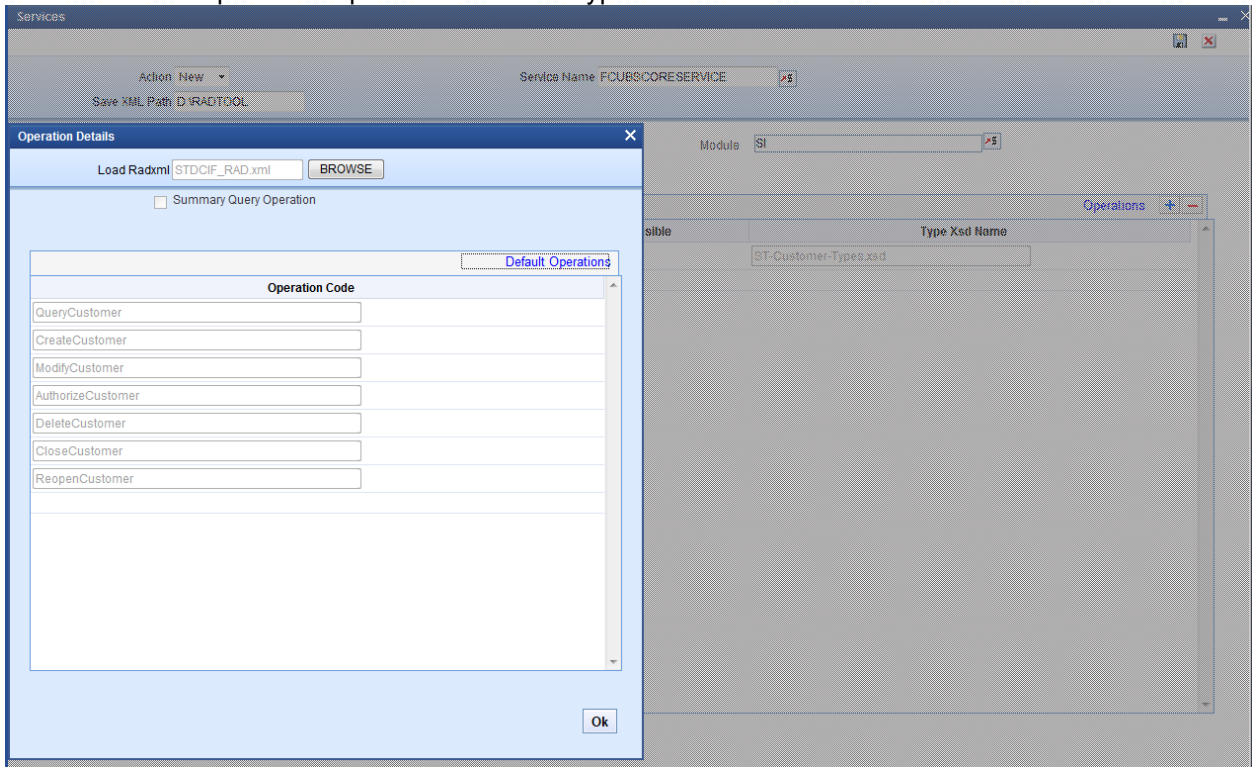 Services
Action New
Service Name FCUBSCORESERVICE
Save XML Path D:\RADTOOL
Operation Details
Module SI
Load Radxml STDCIF_RAD.xml BROWSE
Summary Query Operation
Operations + -
sible Type Xsd Name
ST-Customer-Types.xsd
Default Operations
Operation Code
QueryCustomer
CreateCustomer
ModifyCustomer
AuthorizeCustomer
DeleteCustomer
CloseCustomer
ReopenCustomer
Ok